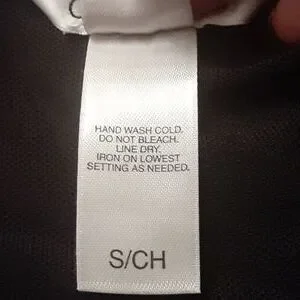 HAND WASH COLD.
DO NOT BLEACH.
LINE DRY.
IRON ON LOWEST
SETTING AS NEEDED.
S/CH